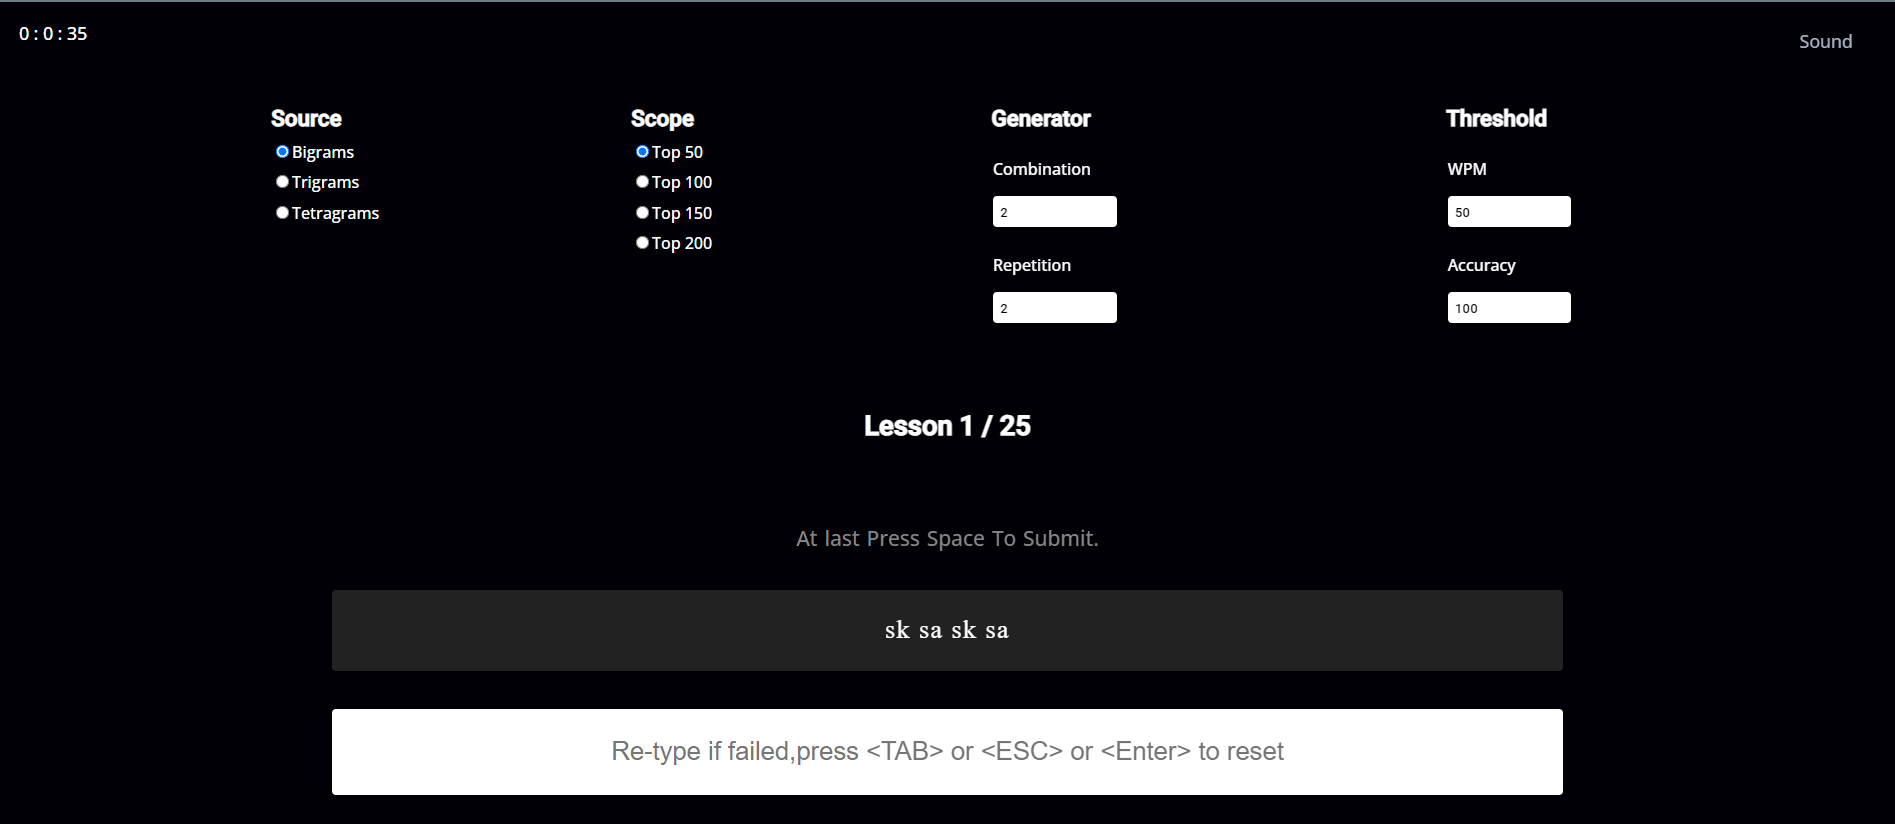 0 : 0 : 35
Sound
Source
Bigrams
Trigrams
Tetragrams
Scope
Top 50
Top 100
Top 150
Top 200
Generator
Combination
2
Repetition
2
Threshold
WPM
50
Accuracy
100
Lesson 1 / 25
At last Press Space To Submit.
sk sa sk sa
Re-type if failed,press <TAB> or <ESC> or <Enter> to reset